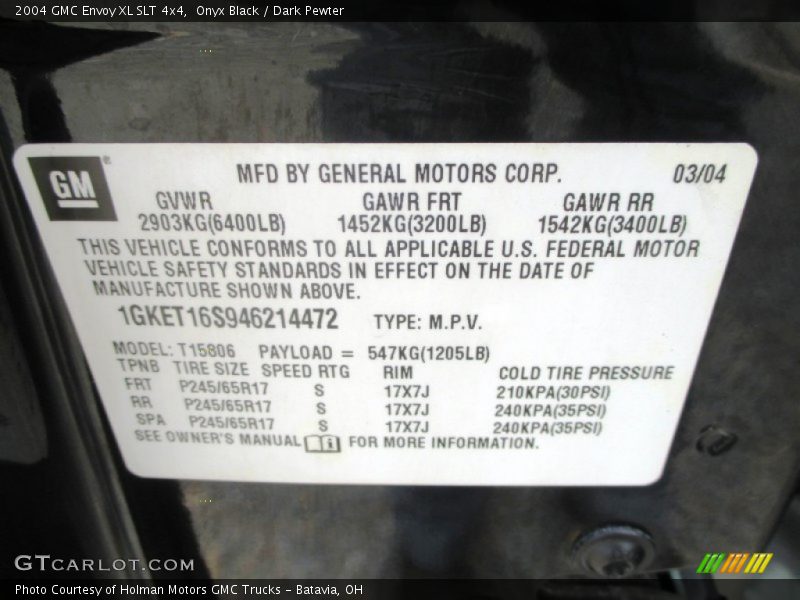 2004 GMC Envoy XL SLT 4x4,  Onyx Black / Dark Pewter
GM
MFD BY GENERAL MOTORS CORP. 03/04
GVWR GAWR FRT GAWR RR
2903KG(6400LB) 1452KG(3200LB) 1542KG(3400LB)
THIS VEHICLE CONFORMS TO ALL APPLICABLE U.S. FEDERAL MOTOR
VEHICLE SAFETY STANDARDS IN EFFECT ON THE DATE OF
MANUFACTURE SHOWN ABOVE.
1GKET16S946214472 TYPE: M.P.V.
MODEL: T15806 PAYLOAD = 547KG(1205LB)
TPNB TIRE SIZE SPEED RTG RIM COLD TIRE PRESSURE
FRT P245/65R17 S 17X7J 210KPA(30PSI)
RR P245/65R17 S 17X7J 240KPA(35PSI)
SPA P245/65R17 S 17X7J 240KPA(35PSI)
SEE OWNER'S MANUAL FOR MORE INFORMATION.
GTCARLOT.COM
Photo Courtesy of Holman Motors GMC Trucks - Batavia, OH